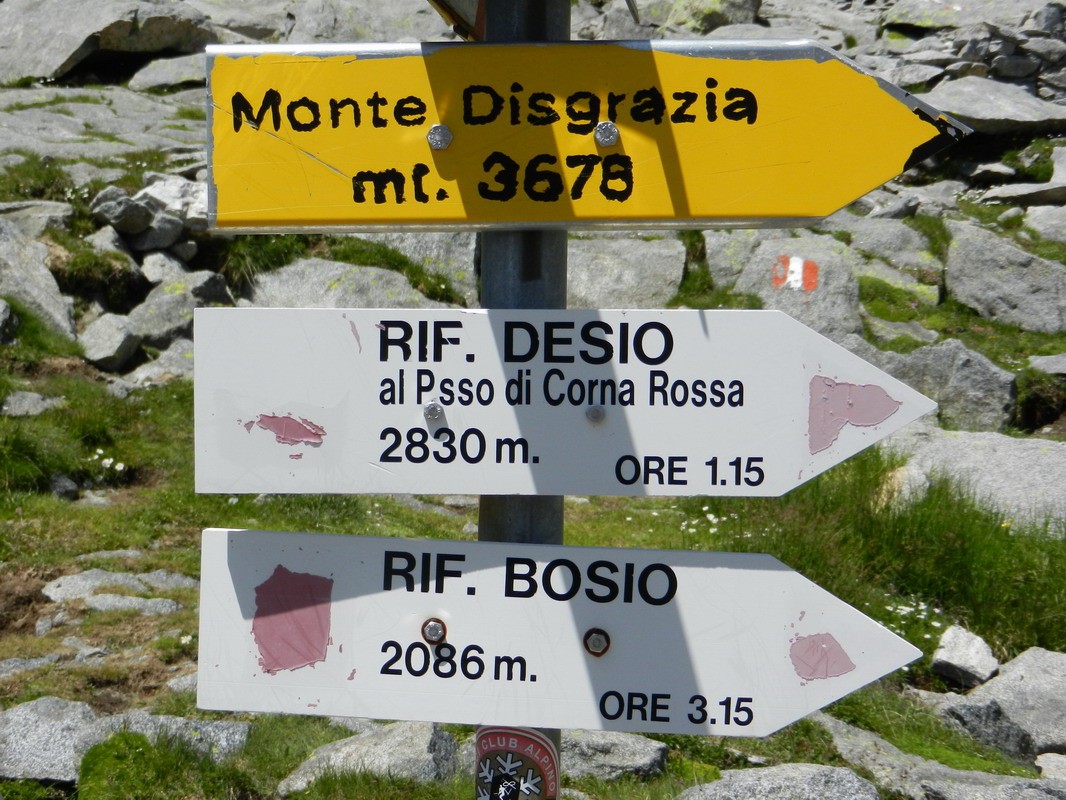 Monte Disgrazia
mt. 3678
RIF. DESIO
al Psso di Corna Rossa
2830 m.
ORE 1.15
RIF. BOSIO
2086 m.
ORE 3.15
CLUB ALPINO